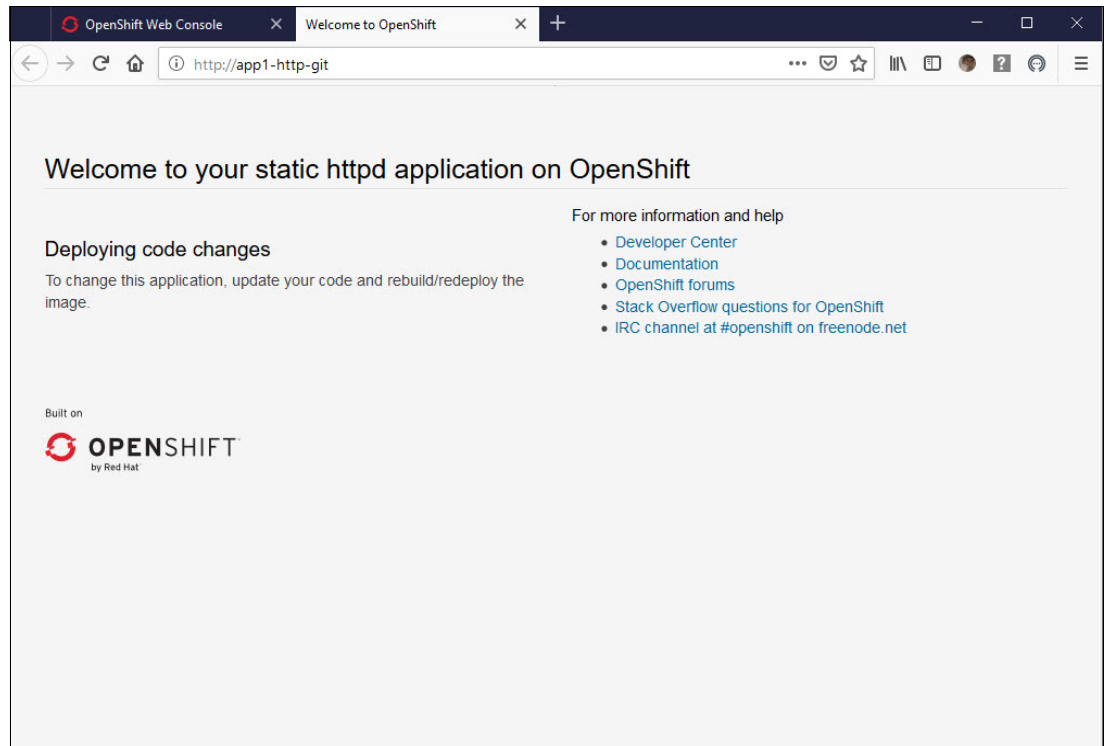 OpenShift Web Console
Welcome to OpenShift
http://app1-http-git
Welcome to your static httpd application on OpenShift
Deploying code changes
To change this application, update your code and rebuild/redeploy the
image.
For more information and help
Developer Center
Documentation
OpenShift forums
Stack Overflow questions for OpenShift
IRC channel at #openshift on freenode.net
Built on
OPENSHIFT
by Red Hat